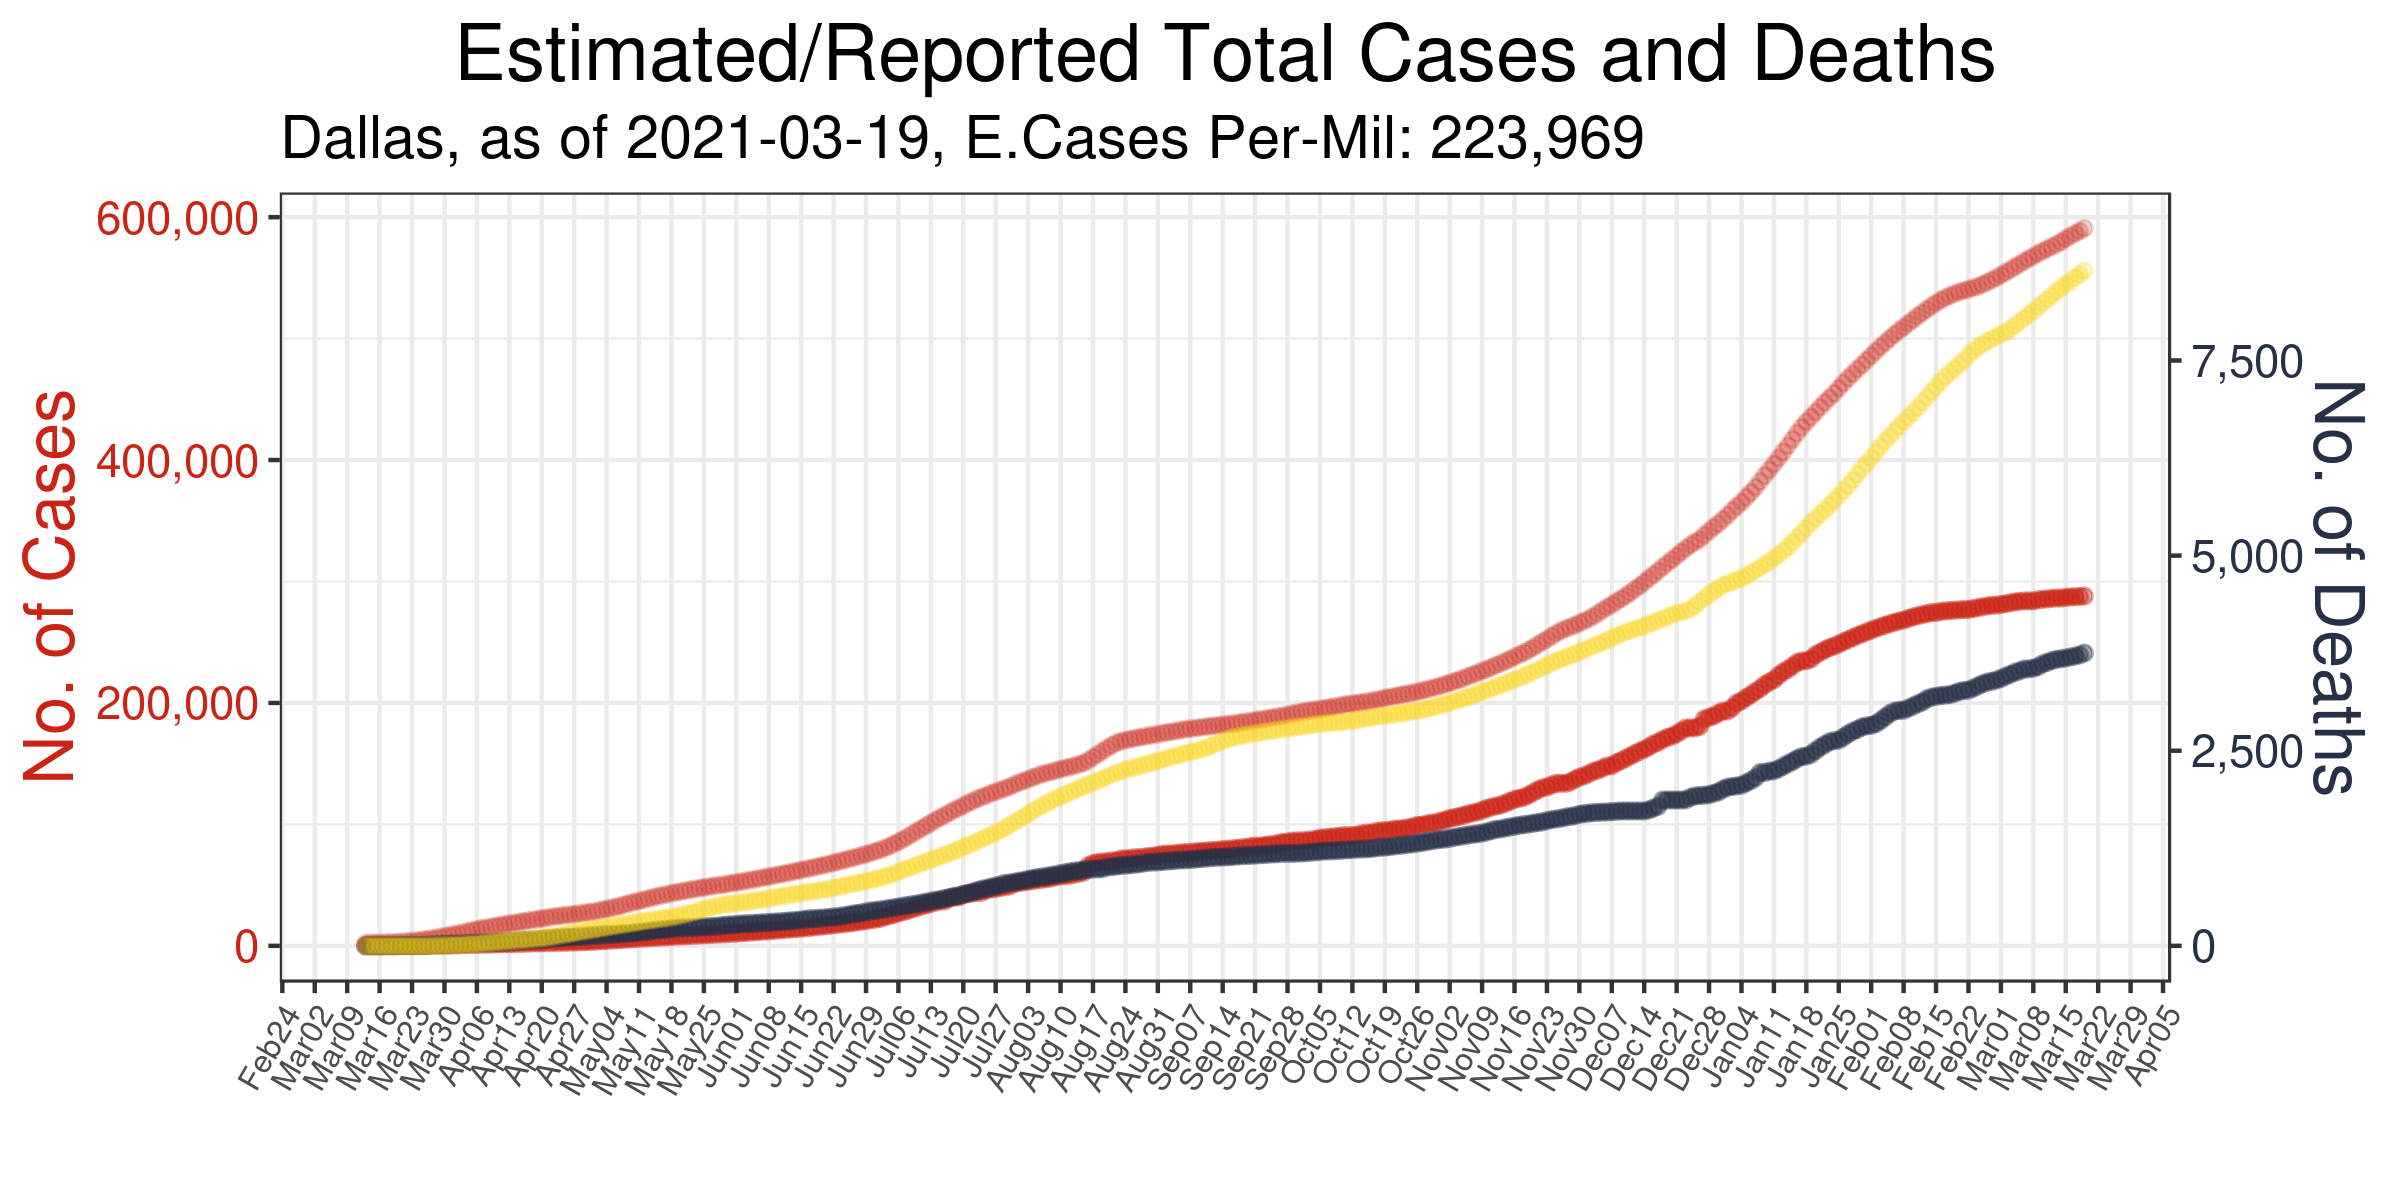 Estimated/Reported Total Cases and Deaths
Dallas, as of 2021-03-19, E.Cases Per-Mil: 223,969
No. of Cases
600,000
400,000
200,000
0
7,500
5,000
2,500
0
No. of Deaths
Feb24
Mar02
Mar09
Mar16
Mar23
Mar30
Apr06
Apr13
Apr20
Apr27
May04
May11
May18
May25
Jun01
Jun08
Jun15
Jun22
Jun29
Jul06
Jul13
Jul20
Jul27
Aug03
Aug10
Aug17
Aug24
Aug31
Sep07
Sep14
Sep21
Sep28
Oct05
Oct12
Oct19
Oct26
Nov02
Nov09
Nov16
Nov23
Nov30
Dec07
Dec14
Dec21
Dec28
Jan04
Jan11
Jan18
Jan25
Feb01
Feb08
Feb15
Feb22
Mar01
Mar08
Mar15
Mar22
Mar29
Apr05